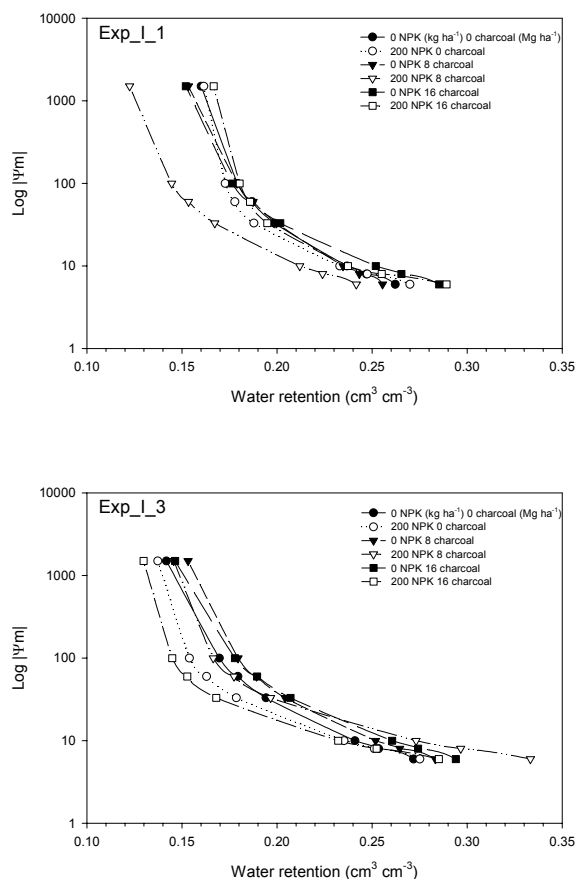 Exp_I_1
0 NPK (kg ha⁻¹) 0 charcoal (Mg ha⁻¹)
200 NPK 0 charcoal
0 NPK 8 charcoal
200 NPK 8 charcoal
0 NPK 16 charcoal
200 NPK 16 charcoal
Log |Ψm|
10000
1000
100
10
1
0.10 0.15 0.20 0.25 0.30 0.35
Water retention (cm³ cm⁻³)
Exp_I_3
0 NPK (kg ha⁻¹) 0 charcoal (Mg ha⁻¹)
200 NPK 0 charcoal
0 NPK 8 charcoal
200 NPK 8 charcoal
0 NPK 16 charcoal
200 NPK 16 charcoal
Log |Ψm|
10000
1000
100
10
1
0.10 0.15 0.20 0.25 0.30 0.35
Water retention (cm³ cm⁻³)